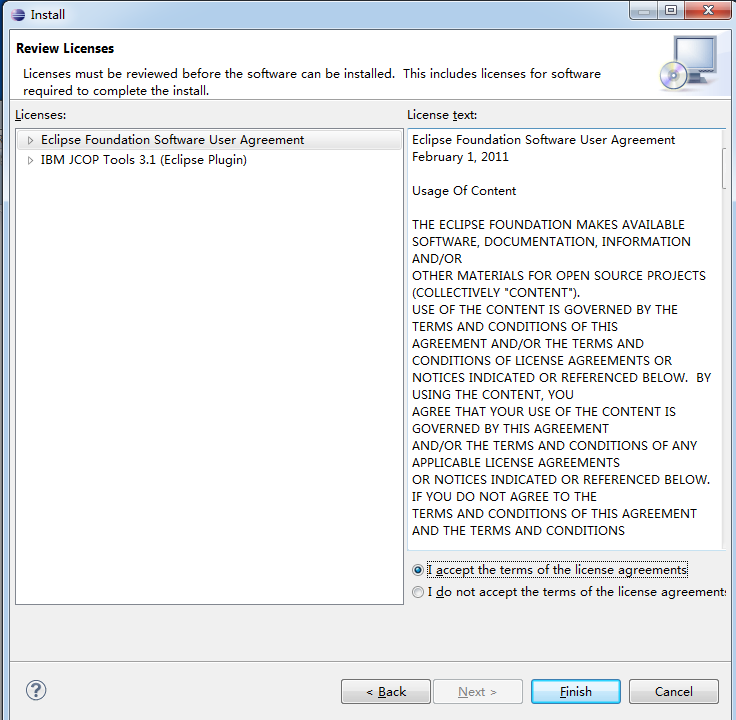 Install
Review Licenses
Licenses must be reviewed before the software can be installed.  This includes licenses for software
required to complete the install.
Licenses:
Eclipse Foundation Software User Agreement
IBM JCOP Tools 3.1 (Eclipse Plugin)
License text:
Eclipse Foundation Software User Agreement
February 1, 2011
Usage Of Content
THE ECLIPSE FOUNDATION MAKES AVAILABLE
SOFTWARE, DOCUMENTATION, INFORMATION
AND/OR
OTHER MATERIALS FOR OPEN SOURCE PROJECTS
(COLLECTIVELY "CONTENT").
USE OF THE CONTENT IS GOVERNED BY THE
TERMS AND CONDITIONS OF THIS
AGREEMENT AND/OR THE TERMS AND
CONDITIONS OF LICENSE AGREEMENTS OR
NOTICES INDICATED OR REFERENCED BELOW.  BY
USING THE CONTENT, YOU
AGREE THAT YOUR USE OF THE CONTENT IS
GOVERNED BY THIS AGREEMENT
AND/OR THE TERMS AND CONDITIONS OF ANY
APPLICABLE LICENSE AGREEMENTS
OR NOTICES INDICATED OR REFERENCED BELOW.
IF YOU DO NOT AGREE TO THE
TERMS AND CONDITIONS OF THIS AGREEMENT
AND THE TERMS AND CONDITIONS
I accept the terms of the license agreements
I do not accept the terms of the license agreements
?
< Back
Next >
Finish
Cancel